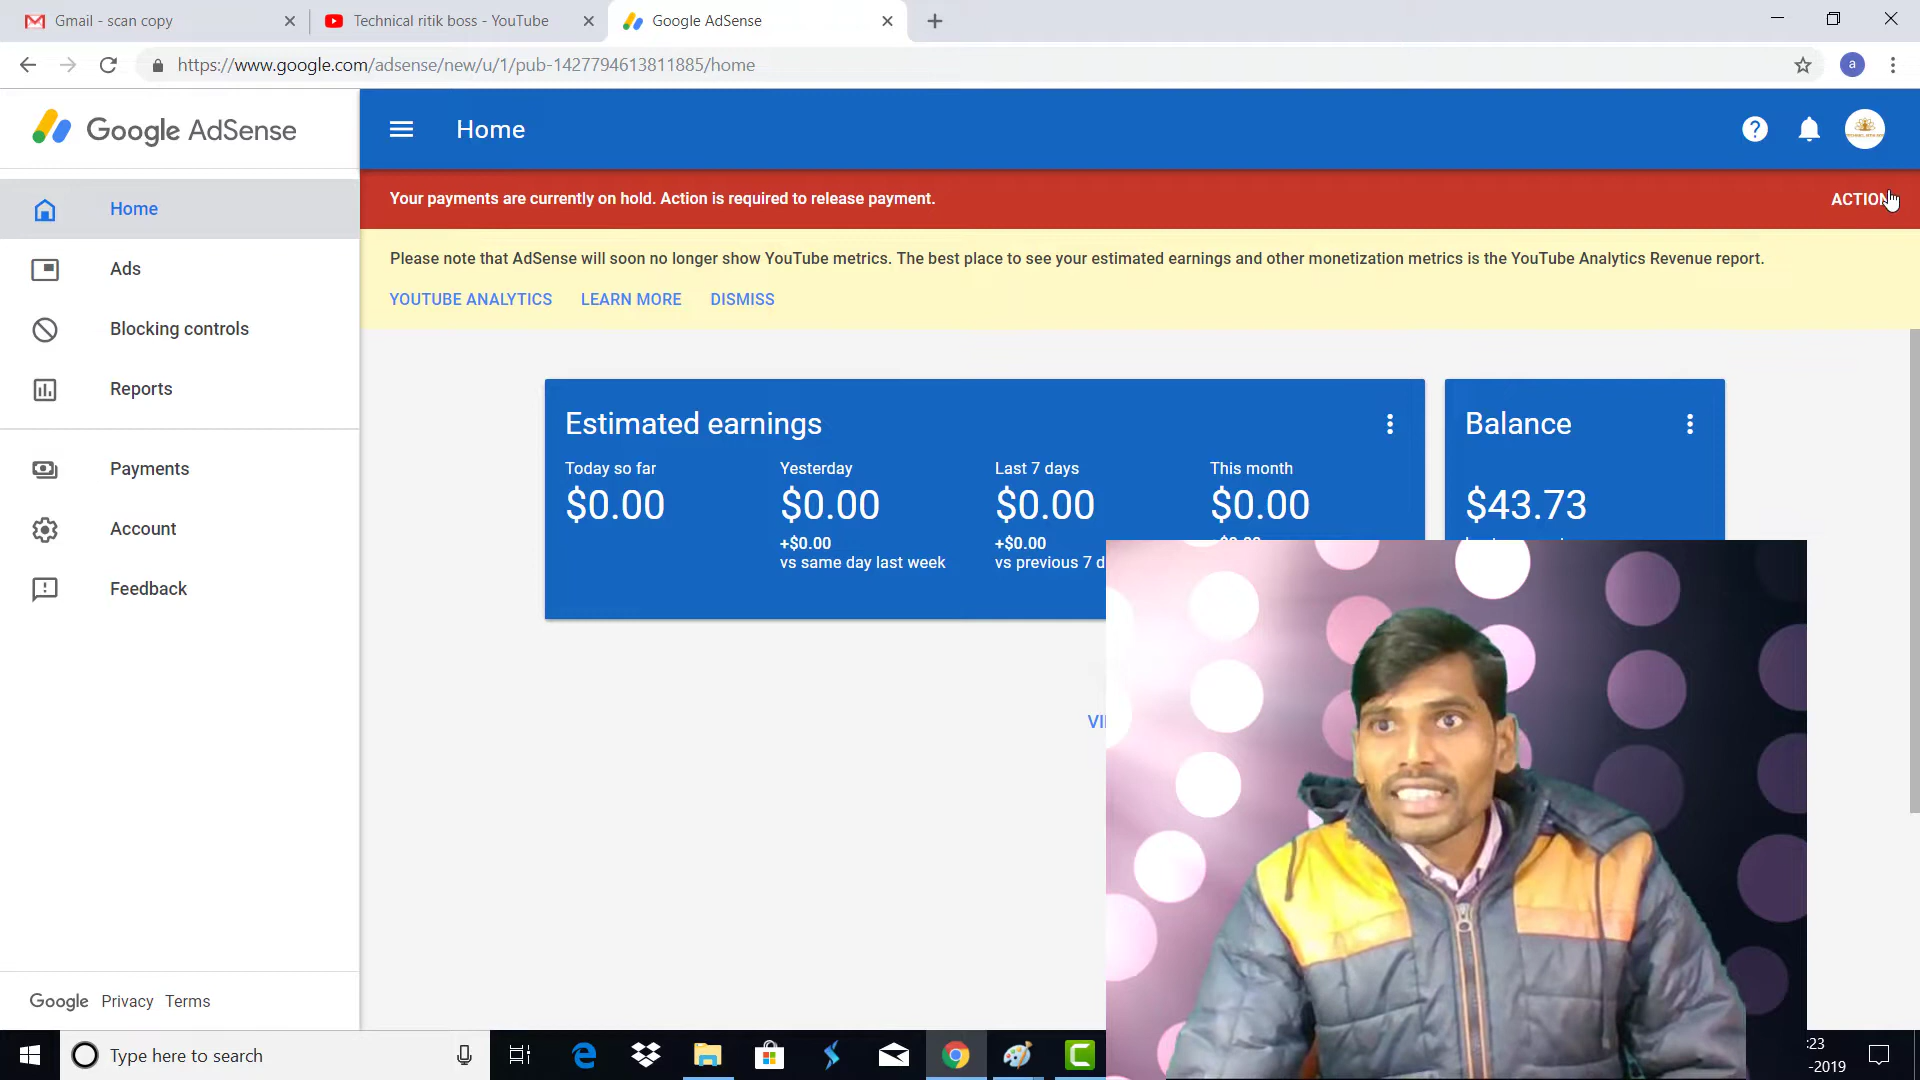 Gmail - scan copy
Technical ritik boss - YouTube
Google AdSense
https://www.google.com/adsense/new/u/1/pub-1427794613811885/home
a
Google AdSense
Home
Your payments are currently on hold. Action is required to release payment.
ACTION
Please note that AdSense will soon no longer show YouTube metrics. The best place to see your estimated earnings and other monetization metrics is the YouTube Analytics Revenue report.
YOUTUBE ANALYTICS LEARN MORE DISMISS
Home
Ads
Blocking controls
Reports
Payments
Account
Feedback
Estimated earnings
Today so far
$0.00
Yesterday
$0.00
+$0.00
vs same day last week
Last 7 days
$0.00
+$0.00
vs previous 7 d
This month
$0.00
Balance
$43.73
Google Privacy Terms
Type here to search
:23
-2019